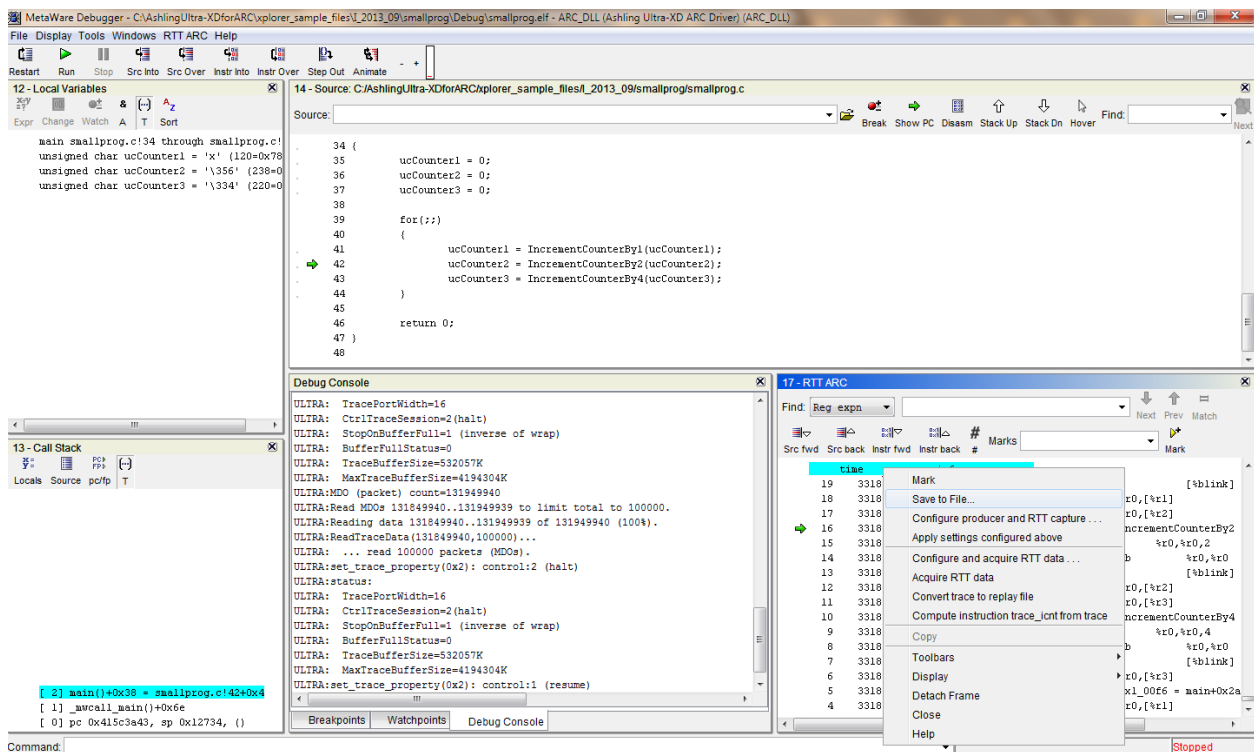 MetaWare Debugger - C:\AshlingUltra-XDforARC\xplorer_sample_files\I_2013_09\smallprog\Debug\smallprog.elf - ARC_DLL (Ashling Ultra-XD ARC Driver) (ARC_DLL)
File Display Tools Windows RTT ARC Help
Restart Run Stop Src Into Src Over Instr Into Instr Over Step Out Animate - +
12 - Local Variables
Expr Change Watch A T Sort
main smallprog.c!34 through smallprog.c!
unsigned char ucCounter1 = 'x' (120=0x78
unsigned char ucCounter2 = '\356' (238=0
unsigned char ucCounter3 = '\334' (220=0
14 - Source: C:/AshlingUltra-XDforARC/xplorer_sample_files/I_2013_09/smallprog/smallprog.c
Source: Break Show PC Disasm Stack Up Stack Dn Hover Find: Next
34 {
35 ucCounter1 = 0;
36 ucCounter2 = 0;
37 ucCounter3 = 0;
38
39 for(;;)
40 {
41 ucCounter1 = IncrementCounterBy1(ucCounter1);
42 ucCounter2 = IncrementCounterBy2(ucCounter2);
43 ucCounter3 = IncrementCounterBy4(ucCounter3);
44 }
45
46 return 0;
47 }
48
13 - Call Stack
Locals Source pc/fp T
[ 2] main()+0x38 = smallprog.c!42+0x4
[ 1] _mwcall_main()+0x6e
[ 0] pc 0x415c3a43, sp 0x12734, ()
Debug Console
ULTRA: TracePortWidth=16
ULTRA: CtrlTraceSession=2(halt)
ULTRA: StopOnBufferFull=1 (inverse of wrap)
ULTRA: BufferFullStatus=0
ULTRA: TraceBufferSize=532057K
ULTRA: MaxTraceBufferSize=4194304K
ULTRA:MDO (packet) count=131949940
ULTRA:Read MDOs 131849940..131949939 to limit total to 100000.
ULTRA:Reading data 131849940..131949939 of 131949940 (100%).
ULTRA:ReadTraceData(131849940,100000)...
ULTRA: ... read 100000 packets (MDOs).
ULTRA:set_trace_property(0x2): control:2 (halt)
ULTRA:status:
ULTRA: TracePortWidth=16
ULTRA: CtrlTraceSession=2(halt)
ULTRA: StopOnBufferFull=1 (inverse of wrap)
ULTRA: BufferFullStatus=0
ULTRA: TraceBufferSize=532057K
ULTRA: MaxTraceBufferSize=4194304K
ULTRA:set_trace_property(0x2): control:1 (resume)
Breakpoints Watchpoints Debug Console
17 - RTT ARC
Find: Reg expn Next Prev Match
Src fwd Src back Instr fwd Instr back # Marks Mark
time
19 3318 [%blink]
18 3318 r0,[%r1]
17 3318 r0,[%r2]
16 3318 ncrementCounterBy2
15 3318 %r0,%r0,2
14 3318 b %r0,%r0
13 3318 [%blink]
12 3318 r0,[%r2]
11 3318 r0,[%r3]
10 3318 ncrementCounterBy4
9 3318 %r0,%r0,4
8 3318 b %r0,%r0
7 3318 [%blink]
6 3318 r0,[%r3]
5 3318 x1_00f6 = main+0x2a
4 3318 r0,[%r1]
Mark
Save to File...
Configure producer and RTT capture . . .
Apply settings configured above
Configure and acquire RTT data . . .
Acquire RTT data
Convert trace to replay file
Compute instruction trace_icnt from trace
Copy
Toolbars
Display
Detach Frame
Close
Help
Command: Stopped